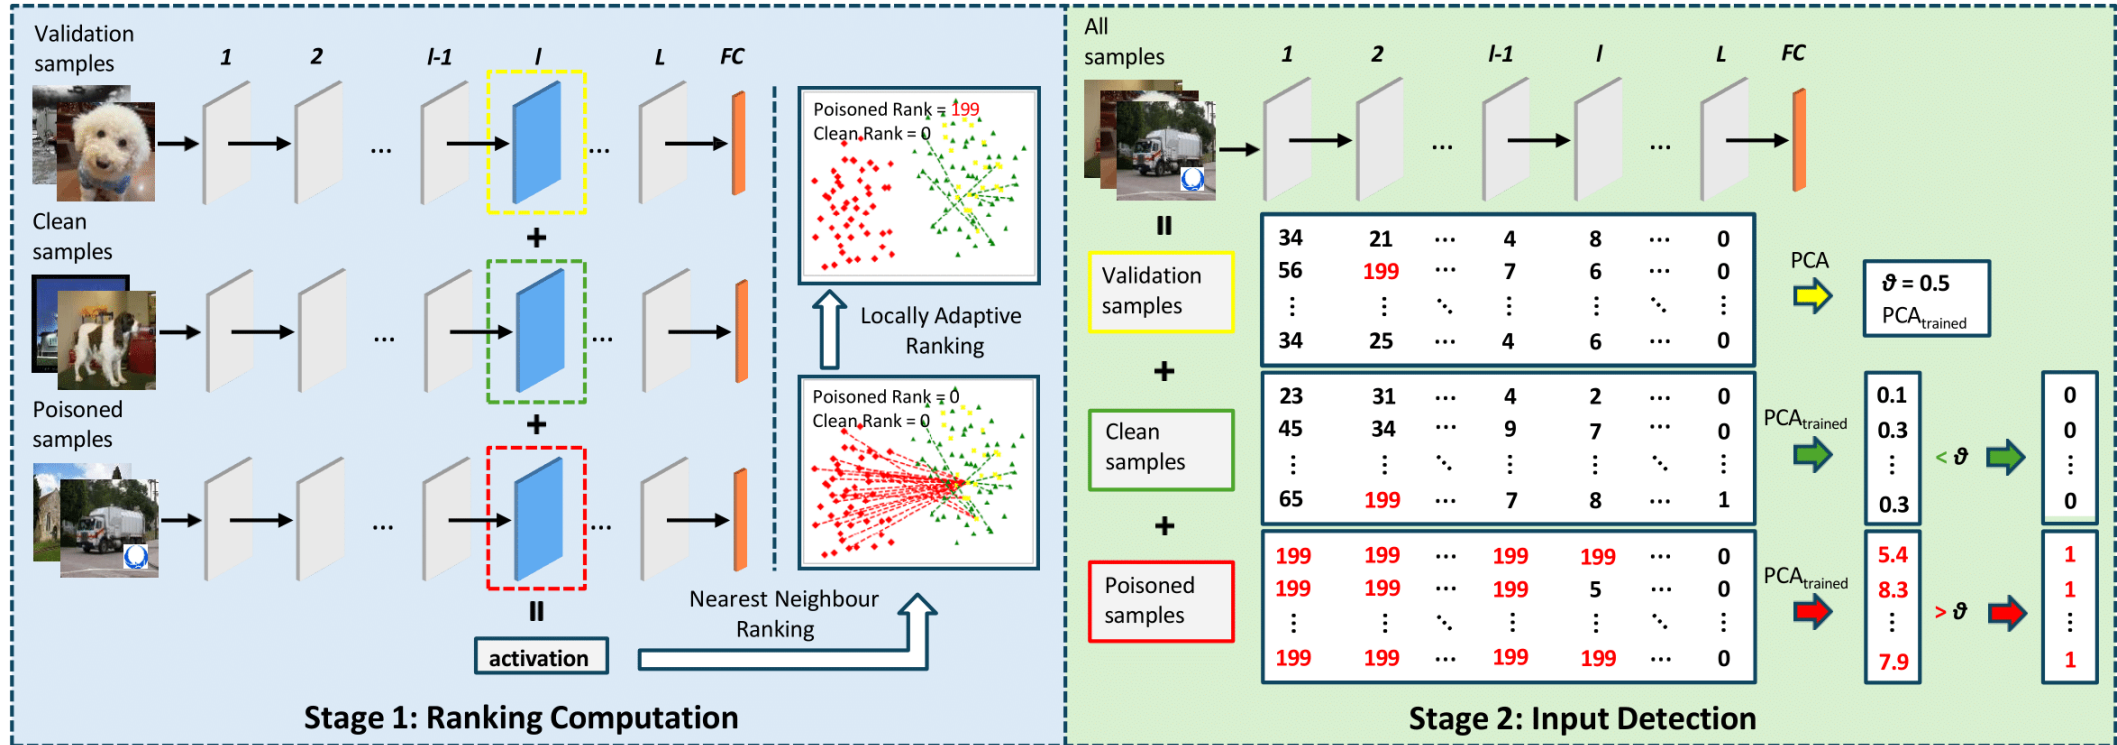 Validation
samples
1 2 l-1 l L FC
... ...
+
Clean
samples
... ...
+
Poisoned
samples
... ...
=
activation
Nearest Neighbour
Ranking
Poisoned Rank = 0
Clean Rank = 0
Locally Adaptive
Ranking
Poisoned Rank = 199
Clean Rank = 0
Stage 1: Ranking Computation
All
samples
1 2 l-1 l L FC
... ...
=
Validation
samples
34 21 ... 4 8 ... 0
56 199 ... 7 6 ... 0
⋮ ⋮ ⋱ ⋮ ⋮ ⋱ ⋮
34 25 ... 4 6 ... 0
PCA
ϑ = 0.5
PCAtrained
+
Clean
samples
23 31 ... 4 2 ... 0
45 34 ... 9 7 ... 0
⋮ ⋮ ⋱ ⋮ ⋮ ⋱ ⋮
65 199 ... 7 8 ... 1
PCAtrained
0.1
0.3
⋮
0.3
< ϑ
0
0
⋮
0
+
Poisoned
samples
199 199 ... 199 199 ... 0
199 199 ... 199 5 ... 0
⋮ ⋮ ⋱ ⋮ ⋮ ⋱ ⋮
199 199 ... 199 199 ... 0
PCAtrained
5.4
8.3
⋮
7.9
> ϑ
1
1
⋮
1
Stage 2: Input Detection